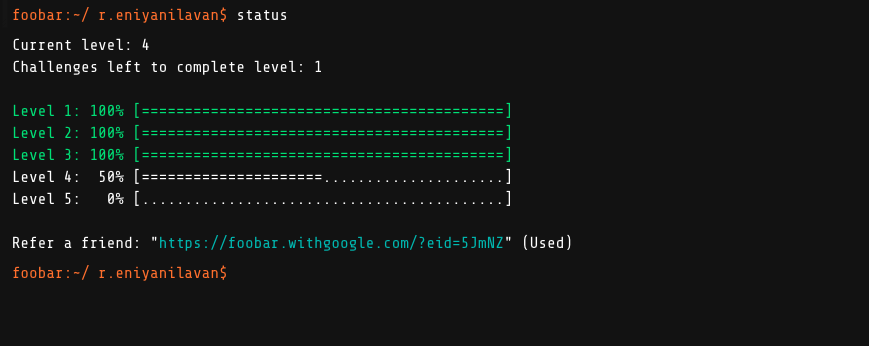 foobar:~/ r.eniyanilavan$ status
Current level: 4
Challenges left to complete level: 1
Level 1: 100% [==========================================]
Level 2: 100% [==========================================]
Level 3: 100% [==========================================]
Level 4:  50% [=====================.....................]
Level 5:   0% [..........................................]
Refer a friend: "https://foobar.withgoogle.com/?eid=5JmNZ" (Used)
foobar:~/ r.eniyanilavan$